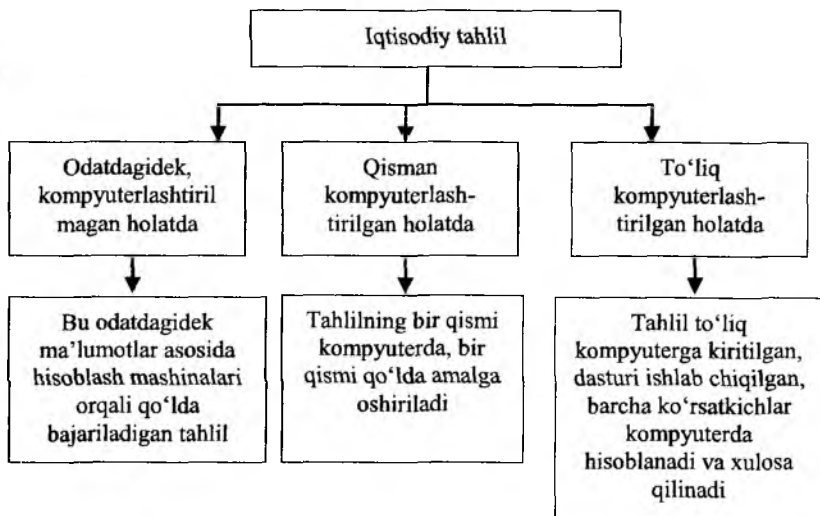 Iqtisodiy tahlil
Odatdagidek,
kompyuterlashtiril
magan holatda
Qisman
kompyuterlash-
tirilgan holatda
To‘liq
kompyuterlash-
tirilgan holatda
Bu odatdagidek
ma’lumotlar asosida
hisoblash mashinalari
orqali qo‘lda
bajariladigan tahlil
Tahlilning bir qismi
kompyuterda, bir
qismi qo‘lda amalga
oshiriladi
Tahlil to‘liq
kompyuterga kiritilgan,
dasturi ishlab chiqilgan,
barcha ko‘rsatkichlar
kompyuterda
hisoblanadi va xulosa
qilinadi